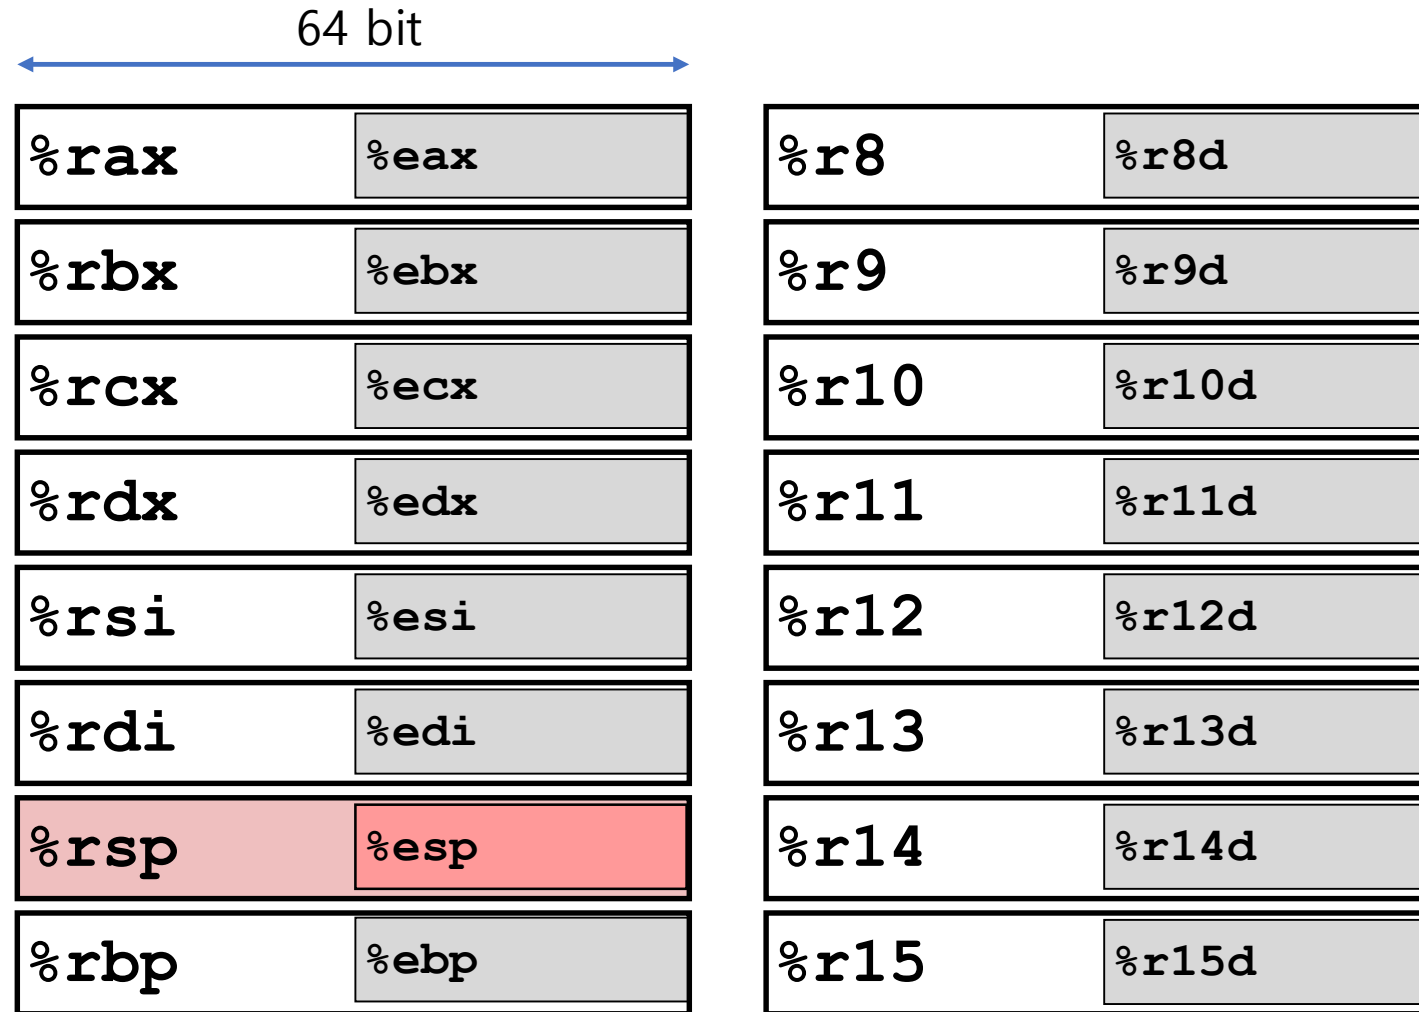 64 bit
%rax %eax %r8 %r8d
%rbx %ebx %r9 %r9d
%rcx %ecx %r10 %r10d
%rdx %edx %r11 %r11d
%rsi %esi %r12 %r12d
%rdi %edi %r13 %r13d
%rsp %esp %r14 %r14d
%rbp %ebp %r15 %r15d